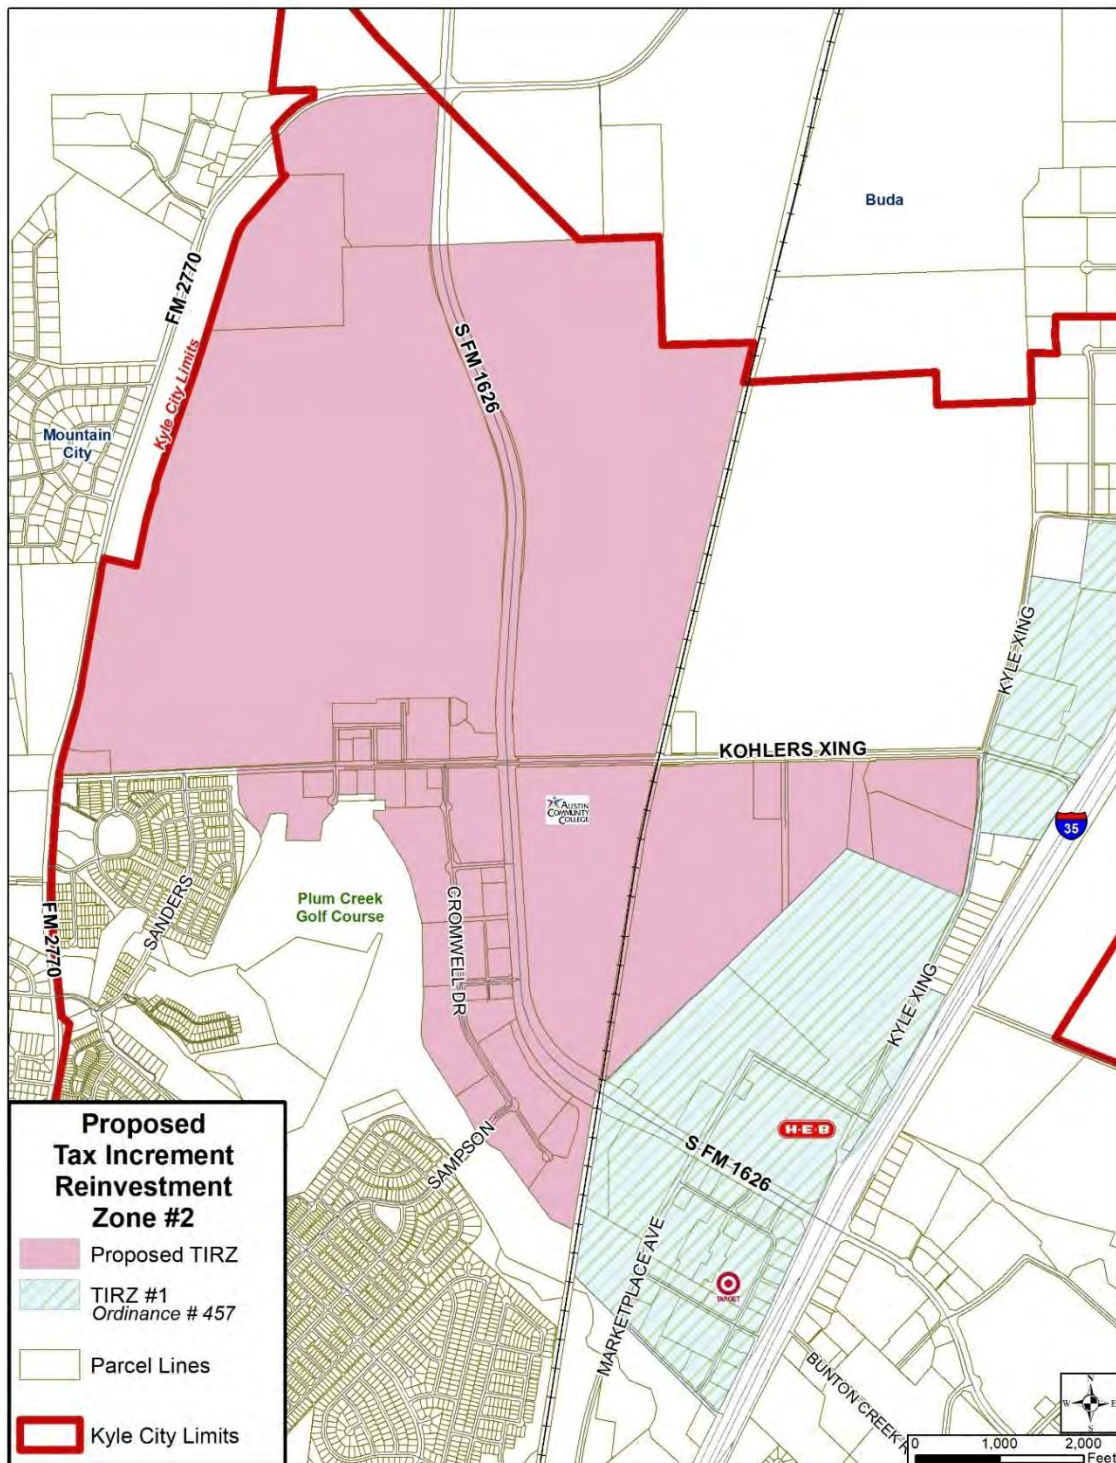 Buda
FM 2770
S FM 1626
Kyle City Limits
Mountain
City
KYLE XING
KOHLERS XING
AUSTIN
COMMUNITY
COLLEGE
35
Plum Creek
Golf Course
SANDERS
CROMWELL DR
FM 2770
KYLE XING
H-E-B
SAMPSON
S FM 1626
MARKETPLACE AVE
TARGET
BUNTON CREEK R
Proposed
Tax Increment
Reinvestment
Zone #2
Proposed TIRZ
TIRZ #1
Ordinance # 457
Parcel Lines
Kyle City Limits
N
W E
S
0 1,000 2,000
Feet